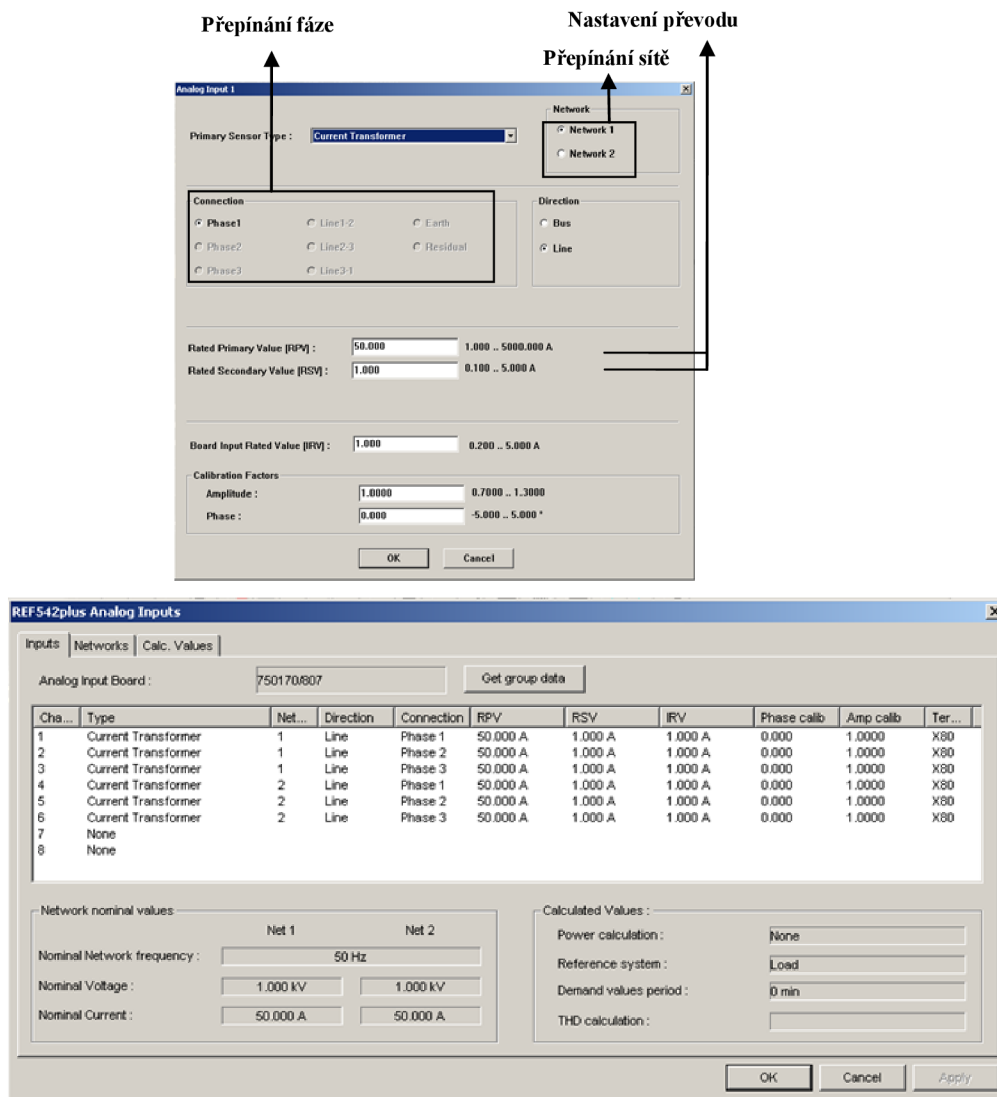 Přepínání fáze
Nastavení převodu
Přepínání sítě
Analog Input 1
Network
Primary Sensor Type : Current Transformer
Network 1
Network 2
Connection
Direction
Phase1 Line1-2 Earth
Bus
Phase2 Line2-3 Residual
Line
Phase3 Line3-1
Rated Primary Value [RPV] : 50.000 1.000 .. 5000.000 A
Rated Secondary Value [RSV] : 1.000 0.100 .. 5.000 A
Board Input Rated Value [IRV] : 1.000 0.200 .. 5.000 A
Calibration Factors
Amplitude : 1.0000 0.7000 .. 1.3000
Phase : 0.000 -5.000 .. 5.000 °
OK Cancel
REF542plus Analog Inputs
Inputs Networks Calc. Values
Analog Input Board : 750170/807 Get group data
Cha... Type Net... Direction Connection RPV RSV IRV Phase calib Amp calib Ter...
1 Current Transformer 1 Line Phase 1 50.000 A 1.000 A 1.000 A 0.000 1.0000 X80
2 Current Transformer 1 Line Phase 2 50.000 A 1.000 A 1.000 A 0.000 1.0000 X80
3 Current Transformer 1 Line Phase 3 50.000 A 1.000 A 1.000 A 0.000 1.0000 X80
4 Current Transformer 2 Line Phase 1 50.000 A 1.000 A 1.000 A 0.000 1.0000 X80
5 Current Transformer 2 Line Phase 2 50.000 A 1.000 A 1.000 A 0.000 1.0000 X80
6 Current Transformer 2 Line Phase 3 50.000 A 1.000 A 1.000 A 0.000 1.0000 X80
7 None
8 None
Network nominal values
Net 1 Net 2
Nominal Network frequency : 50 Hz
Nominal Voltage : 1.000 kV 1.000 kV
Nominal Current : 50.000 A 50.000 A
Calculated Values :
Power calculation : None
Reference system : Load
Demand values period : 0 min
THD calculation :
OK Cancel Apply